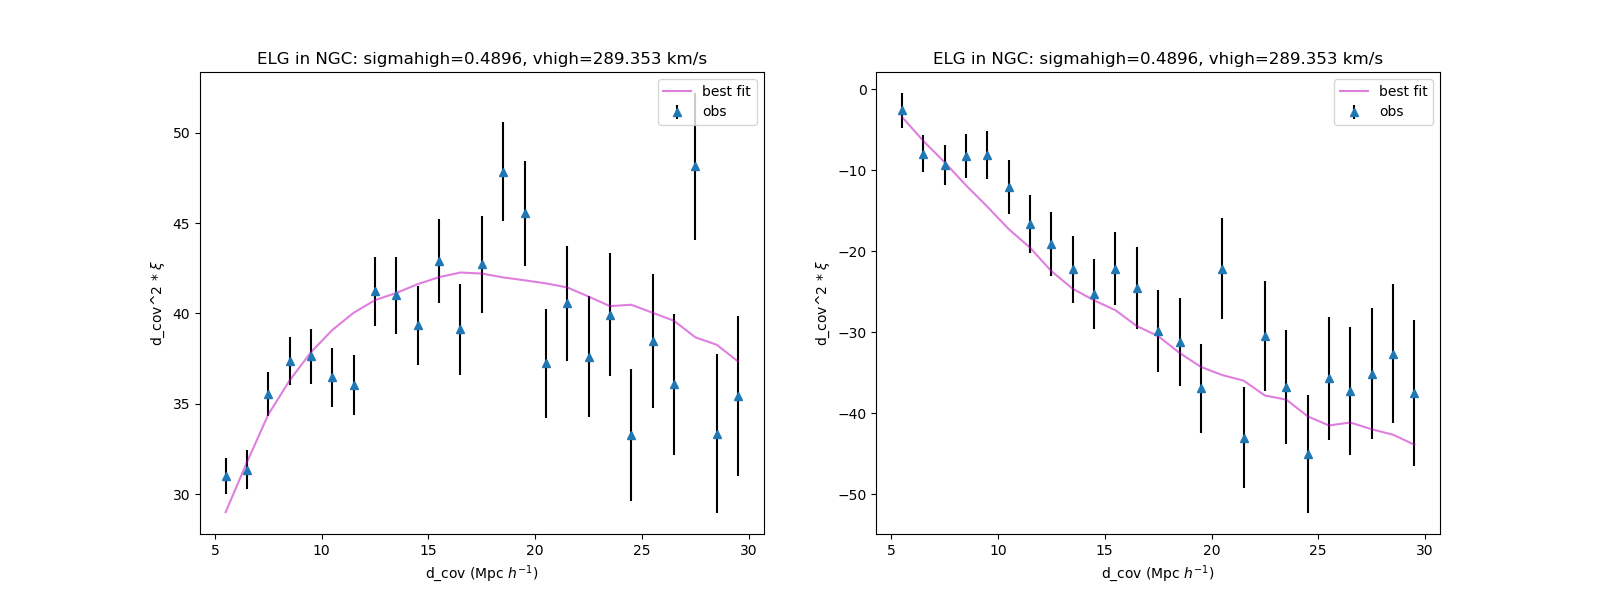 ELG in NGC: sigmahigh=0.4896, vhigh=289.353 km/s
best fit
obs
50
45
40
35
30
d_cov^2 * ξ
5 10 15 20 25 30
d_cov (Mpc h⁻¹)
ELG in NGC: sigmahigh=0.4896, vhigh=289.353 km/s
best fit
obs
0
−10
−20
−30
−40
−50
d_cov^2 * ξ
5 10 15 20 25 30
d_cov (Mpc h⁻¹)